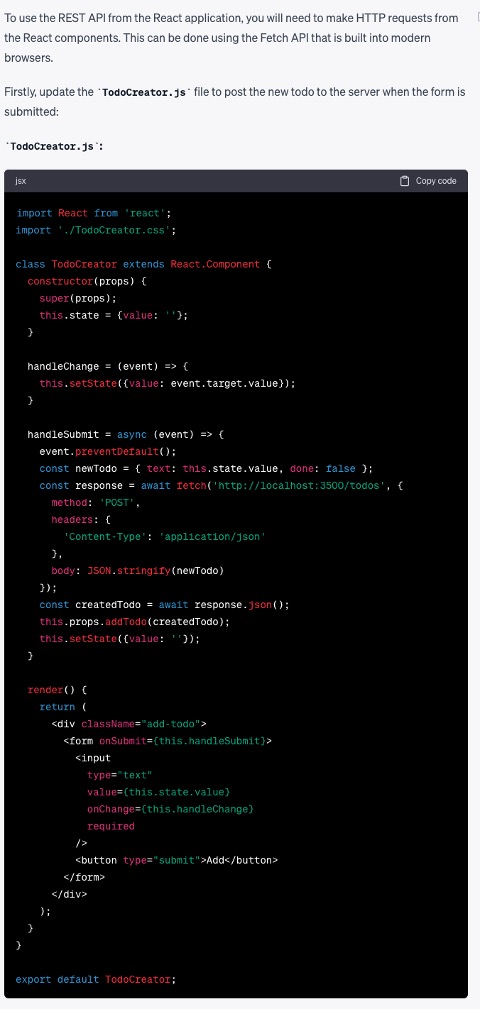 To use the REST API from the React application, you will need to make HTTP requests from
the React components. This can be done using the Fetch API that is built into modern
browsers.
Firstly, update the `TodoCreator.js` file to post the new todo to the server when the form is
submitted:
`TodoCreator.js`:
jsx
Copy code
import React from 'react';
import './TodoCreator.css';
class TodoCreator extends React.Component {
  constructor(props) {
    super(props);
    this.state = {value: ''};
  }
  handleChange = (event) => {
    this.setState({value: event.target.value});
  }
  handleSubmit = async (event) => {
    event.preventDefault();
    const newTodo = { text: this.state.value, done: false };
    const response = await fetch('http://localhost:3500/todos', {
      method: 'POST',
      headers: {
        'Content-Type': 'application/json'
      },
      body: JSON.stringify(newTodo)
    });
    const createdTodo = await response.json();
    this.props.addTodo(createdTodo);
    this.setState({value: ''});
  }
  render() {
    return (
      <div className="add-todo">
        <form onSubmit={this.handleSubmit}>
          <input
            type="text"
            value={this.state.value}
            onChange={this.handleChange}
            required
          />
          <button type="submit">Add</button>
        </form>
      </div>
    );
  }
}
export default TodoCreator;